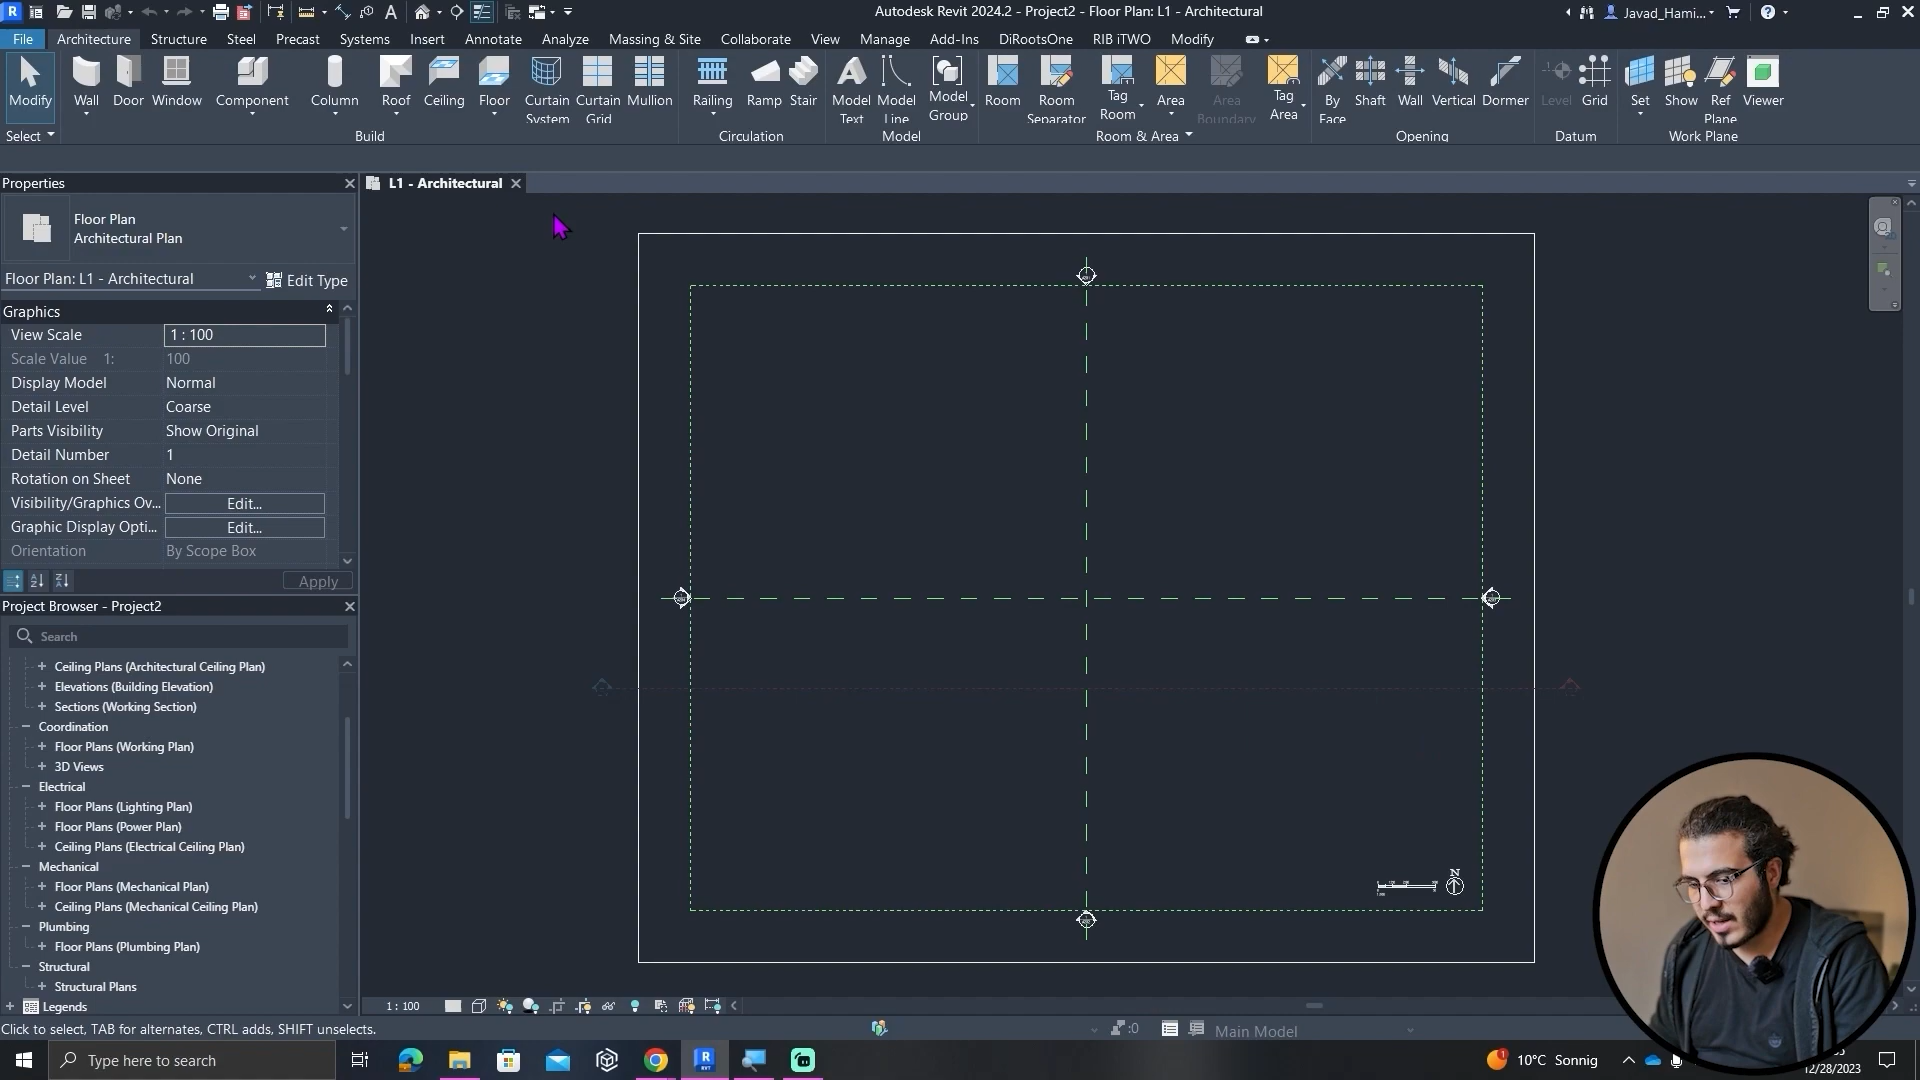 Autodesk Revit 2024.2 - Project2 - Floor Plan: L1 - Architectural
Javad_Hami...
File Architecture Structure Steel Precast Systems Insert Annotate Analyze Massing & Site Collaborate View Manage Add-Ins DiRootsOne RIB iTWO Modify
Modify
Wall
Door
Window
Component
Column
Roof
Ceiling
Floor
Curtain System
Curtain Grid
Mullion
Railing
Ramp
Stair
Model Text
Model Line
Model Group
Room
Room Separator
Tag Room
Area
Area Boundary
Tag Area
By Face
Shaft
Wall
Vertical
Dormer
Level
Grid
Set
Show
Ref Plane
Viewer
Select
Build
Circulation
Model
Room & Area
Opening
Datum
Work Plane
Properties
L1 - Architectural
Floor Plan
Architectural Plan
Floor Plan: L1 - Architectural
Edit Type
Graphics
View Scale 1 : 100
Scale Value 1: 100
Display Model Normal
Detail Level Coarse
Parts Visibility Show Original
Detail Number 1
Rotation on Sheet None
Visibility/Graphics Ov... Edit...
Graphic Display Opti... Edit...
Orientation By Scope Box
Apply
Project Browser - Project2
Search
Ceiling Plans (Architectural Ceiling Plan)
Elevations (Building Elevation)
Sections (Working Section)
Coordination
Floor Plans (Working Plan)
3D Views
Electrical
Floor Plans (Lighting Plan)
Floor Plans (Power Plan)
Ceiling Plans (Electrical Ceiling Plan)
Mechanical
Floor Plans (Mechanical Plan)
Ceiling Plans (Mechanical Ceiling Plan)
Plumbing
Floor Plans (Plumbing Plan)
Structural
Structural Plans
Legends
N
1 : 100
Click to select, TAB for alternates, CTRL adds, SHIFT unselects.
:0
Main Model
Type here to search
10°C Sonnig
12/28/2023